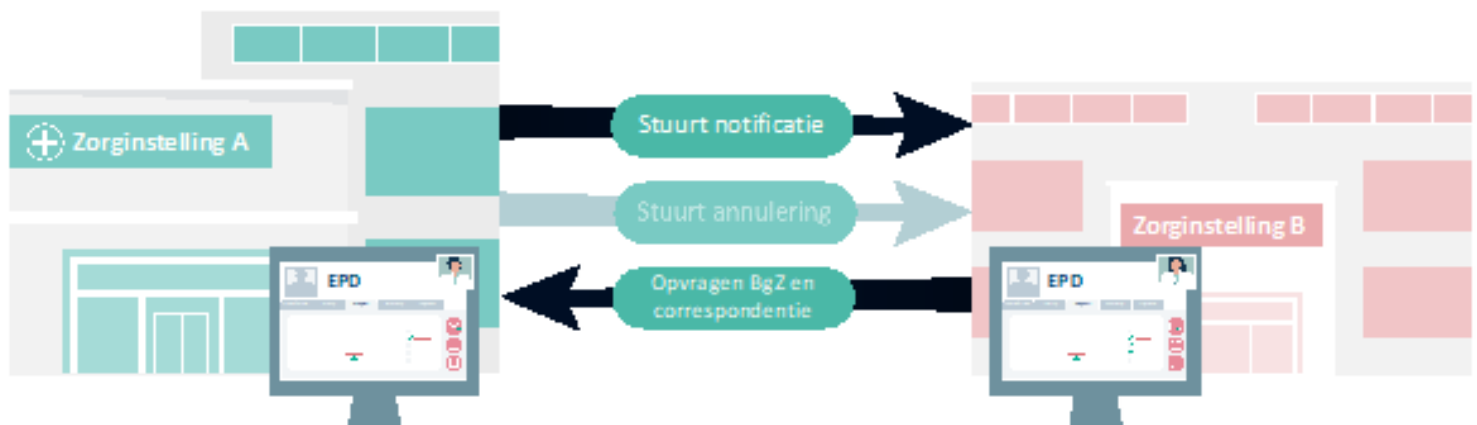 Stuurt notificatie
Zorginstelling A
Stuurt annulering
Zorginstelling B
EPD
Opvragen BgZ en
correspondentie
EPD